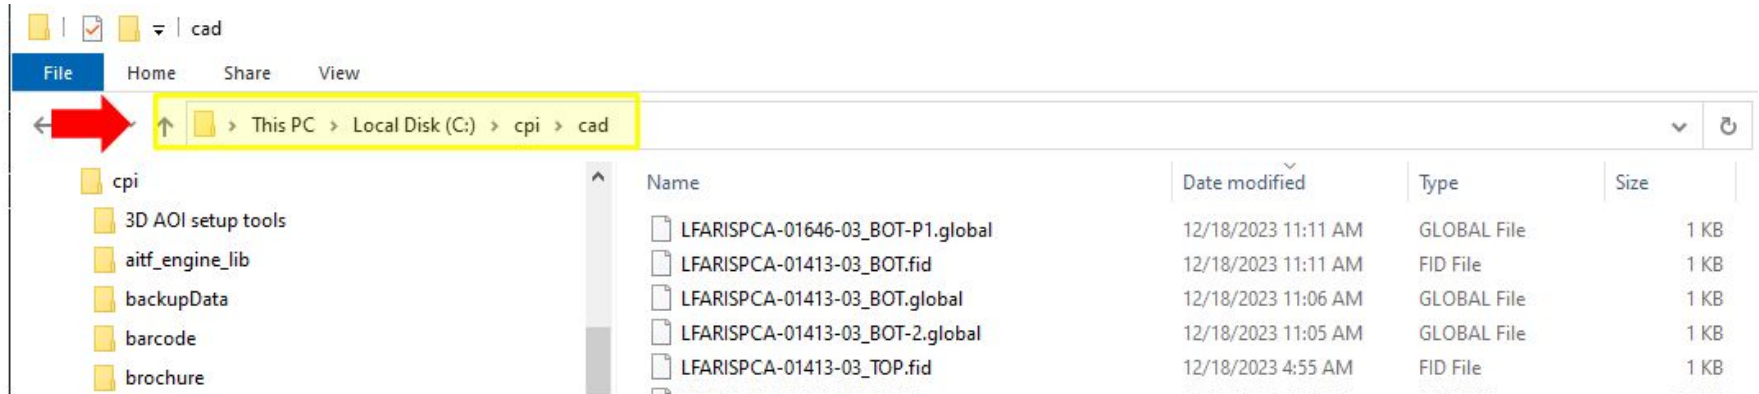 cad
File Home Share View
This PC > Local Disk (C:) > cpi > cad
cpi
3D AOI setup tools
aitf_engine_lib
backupData
barcode
brochure
Name Date modified Type Size
LFARISPCA-01646-03_BOT-P1.global 12/18/2023 11:11 AM GLOBAL File 1 KB
LFARISPCA-01413-03_BOT.fid 12/18/2023 11:11 AM FID File 1 KB
LFARISPCA-01413-03_BOT.global 12/18/2023 11:06 AM GLOBAL File 1 KB
LFARISPCA-01413-03_BOT-2.global 12/18/2023 11:05 AM GLOBAL File 1 KB
LFARISPCA-01413-03_TOP.fid 12/18/2023 4:55 AM FID File 1 KB